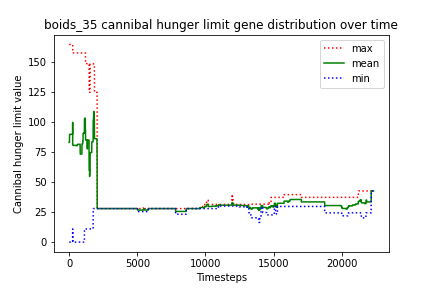 boids_35 cannibal hunger limit gene distribution over time
max
mean
min
Cannibal hunger limit value
150
125
100
75
50
25
0
0 5000 10000 15000 20000
Timesteps